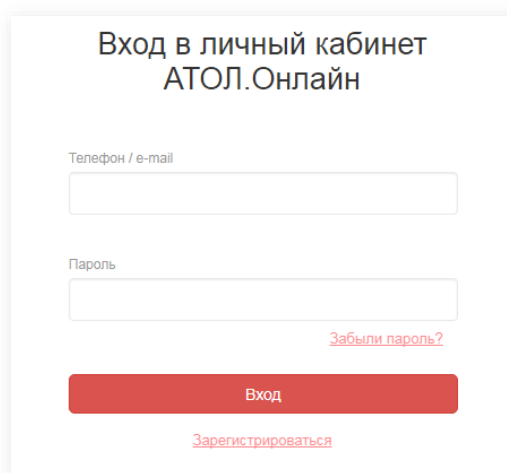 Вход в личный кабинет
АТОЛ.Онлайн
Телефон / e-mail
Пароль
Забыли пароль?
Вход
Зарегистрироваться